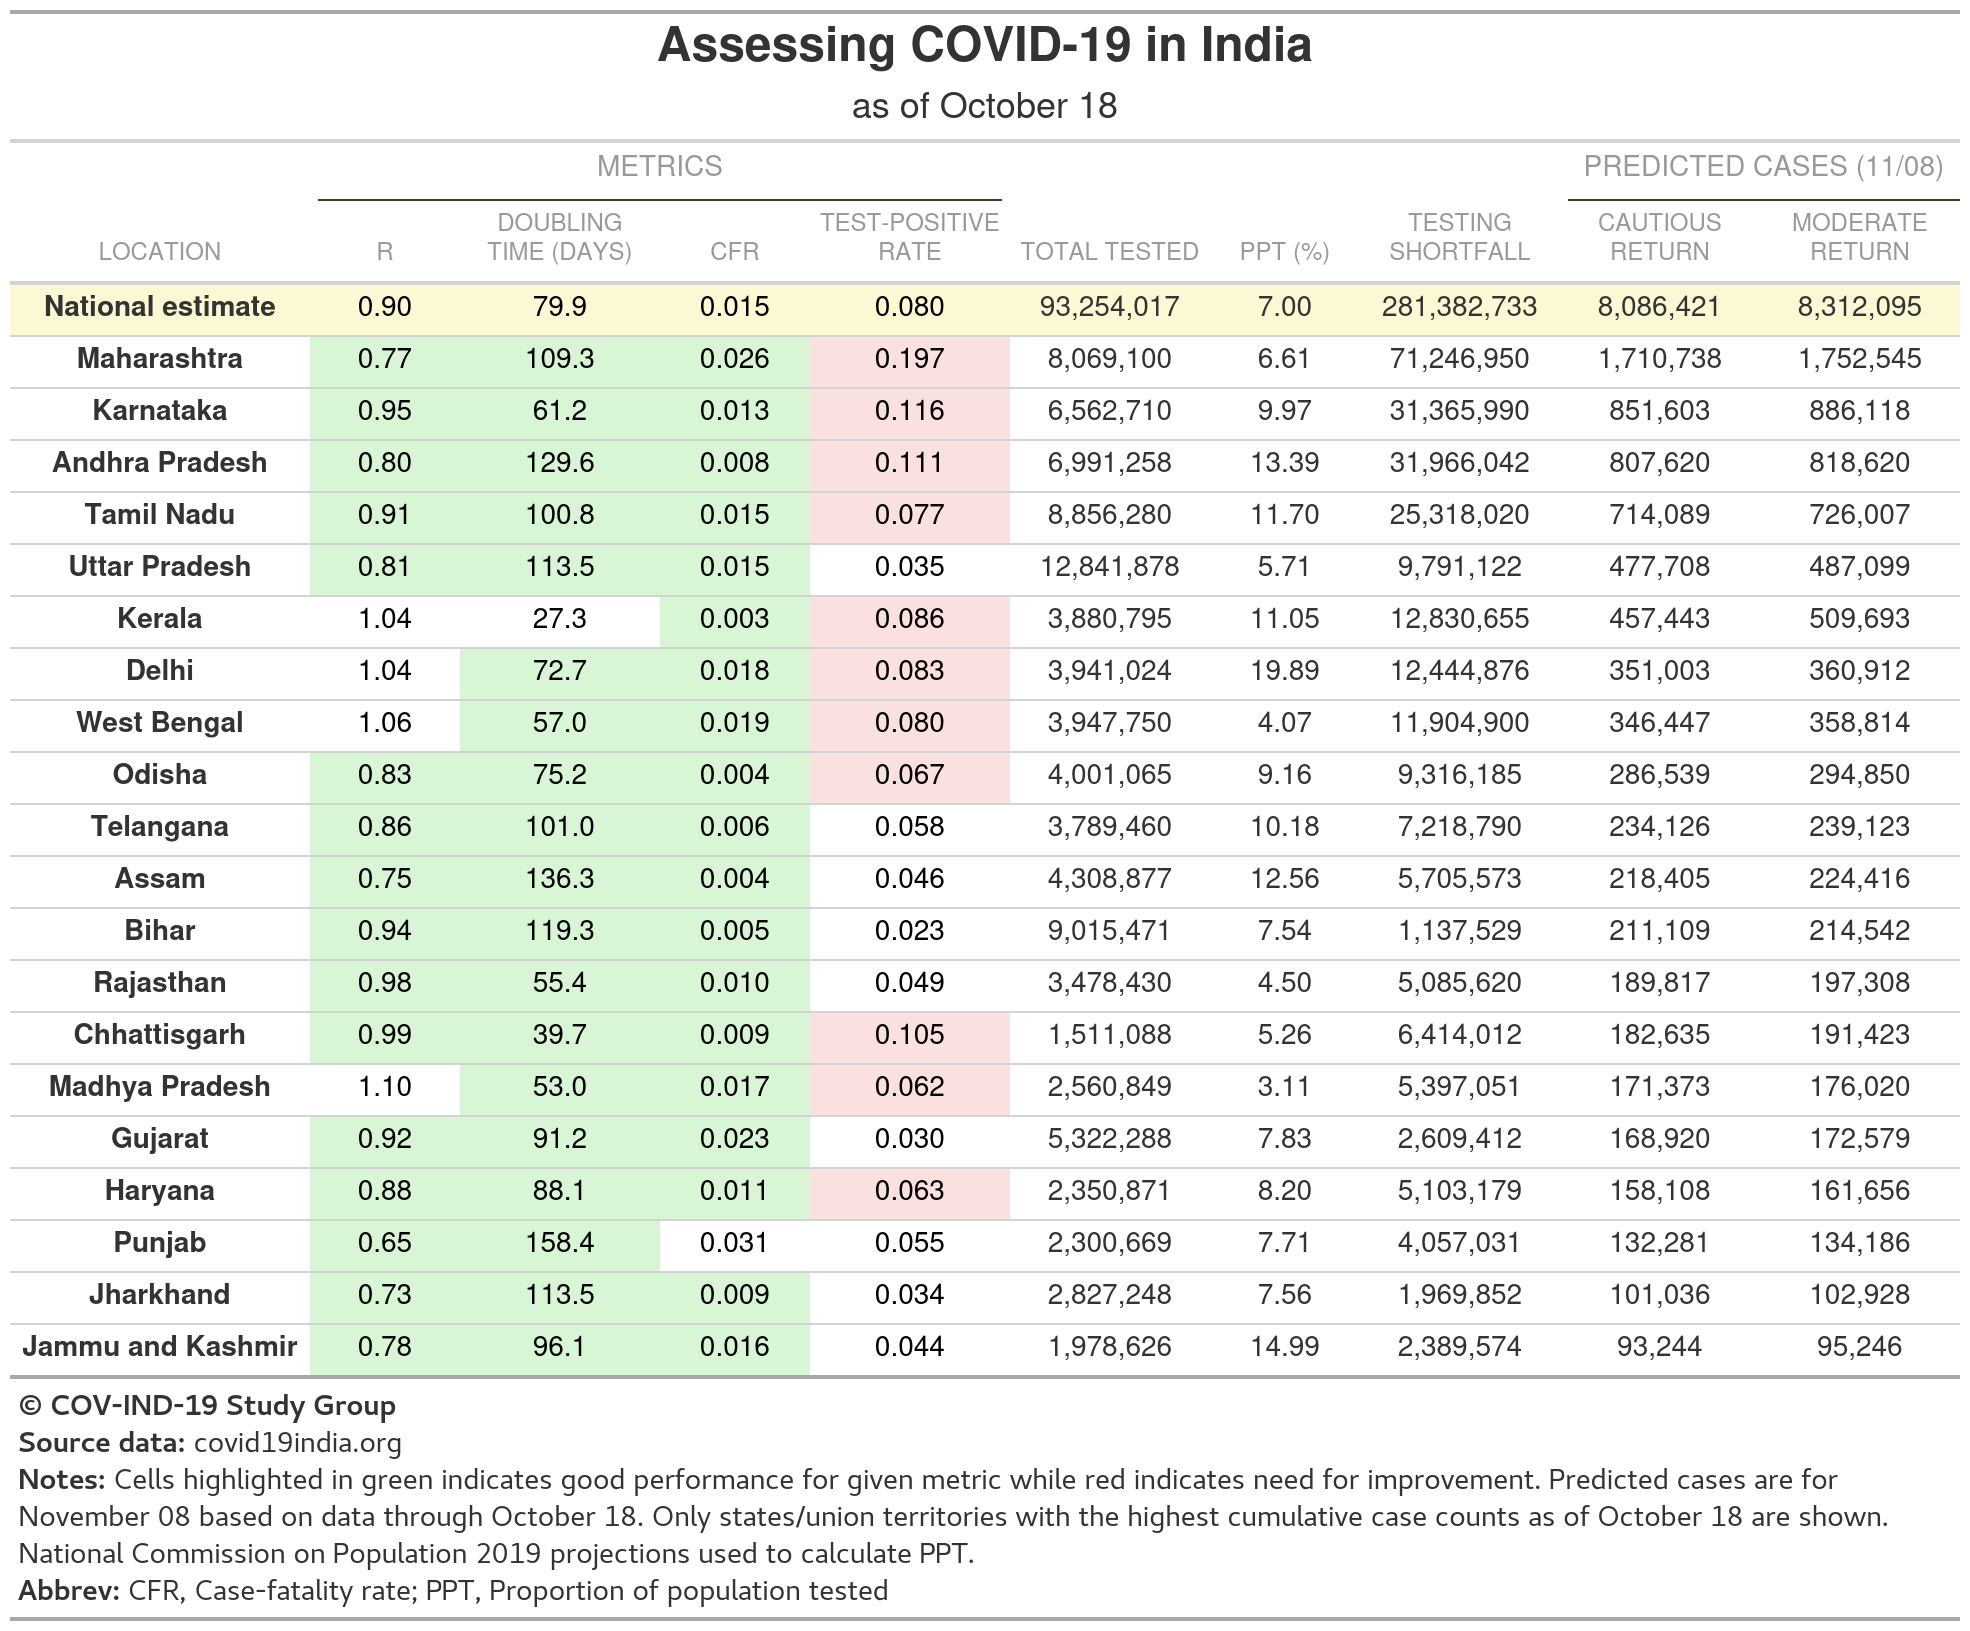 Assessing COVID-19 in India
as of October 18
METRICS PREDICTED CASES (11/08)
LOCATION R DOUBLING TIME (DAYS) CFR TEST-POSITIVE RATE TOTAL TESTED PPT (%) TESTING SHORTFALL CAUTIOUS RETURN MODERATE RETURN
National estimate 0.90 79.9 0.015 0.080 93,254,017 7.00 281,382,733 8,086,421 8,312,095
Maharashtra 0.77 109.3 0.026 0.197 8,069,100 6.61 71,246,950 1,710,738 1,752,545
Karnataka 0.95 61.2 0.013 0.116 6,562,710 9.97 31,365,990 851,603 886,118
Andhra Pradesh 0.80 129.6 0.008 0.111 6,991,258 13.39 31,966,042 807,620 818,620
Tamil Nadu 0.91 100.8 0.015 0.077 8,856,280 11.70 25,318,020 714,089 726,007
Uttar Pradesh 0.81 113.5 0.015 0.035 12,841,878 5.71 9,791,122 477,708 487,099
Kerala 1.04 27.3 0.003 0.086 3,880,795 11.05 12,830,655 457,443 509,693
Delhi 1.04 72.7 0.018 0.083 3,941,024 19.89 12,444,876 351,003 360,912
West Bengal 1.06 57.0 0.019 0.080 3,947,750 4.07 11,904,900 346,447 358,814
Odisha 0.83 75.2 0.004 0.067 4,001,065 9.16 9,316,185 286,539 294,850
Telangana 0.86 101.0 0.006 0.058 3,789,460 10.18 7,218,790 234,126 239,123
Assam 0.75 136.3 0.004 0.046 4,308,877 12.56 5,705,573 218,405 224,416
Bihar 0.94 119.3 0.005 0.023 9,015,471 7.54 1,137,529 211,109 214,542
Rajasthan 0.98 55.4 0.010 0.049 3,478,430 4.50 5,085,620 189,817 197,308
Chhattisgarh 0.99 39.7 0.009 0.105 1,511,088 5.26 6,414,012 182,635 191,423
Madhya Pradesh 1.10 53.0 0.017 0.062 2,560,849 3.11 5,397,051 171,373 176,020
Gujarat 0.92 91.2 0.023 0.030 5,322,288 7.83 2,609,412 168,920 172,579
Haryana 0.88 88.1 0.011 0.063 2,350,871 8.20 5,103,179 158,108 161,656
Punjab 0.65 158.4 0.031 0.055 2,300,669 7.71 4,057,031 132,281 134,186
Jharkhand 0.73 113.5 0.009 0.034 2,827,248 7.56 1,969,852 101,036 102,928
Jammu and Kashmir 0.78 96.1 0.016 0.044 1,978,626 14.99 2,389,574 93,244 95,246
© COV-IND-19 Study Group
Source data: covid19india.org
Notes: Cells highlighted in green indicates good performance for given metric while red indicates need for improvement. Predicted cases are for
November 08 based on data through October 18. Only states/union territories with the highest cumulative case counts as of October 18 are shown.
National Commission on Population 2019 projections used to calculate PPT.
Abbrev: CFR, Case-fatality rate; PPT, Proportion of population tested